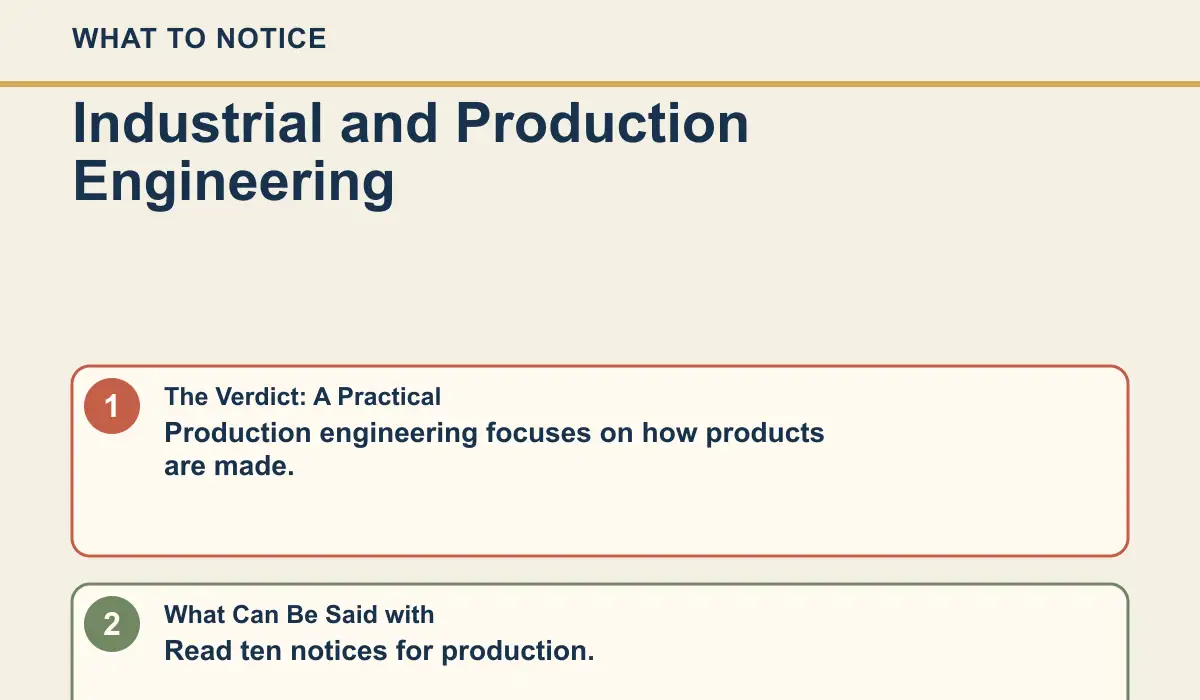 WHAT TO NOTICE
Industrial and Production
Engineering
1
The Verdict: A Practical
Production engineering focuses on how products
are made.
2
What Can Be Said with
Read ten notices for production.